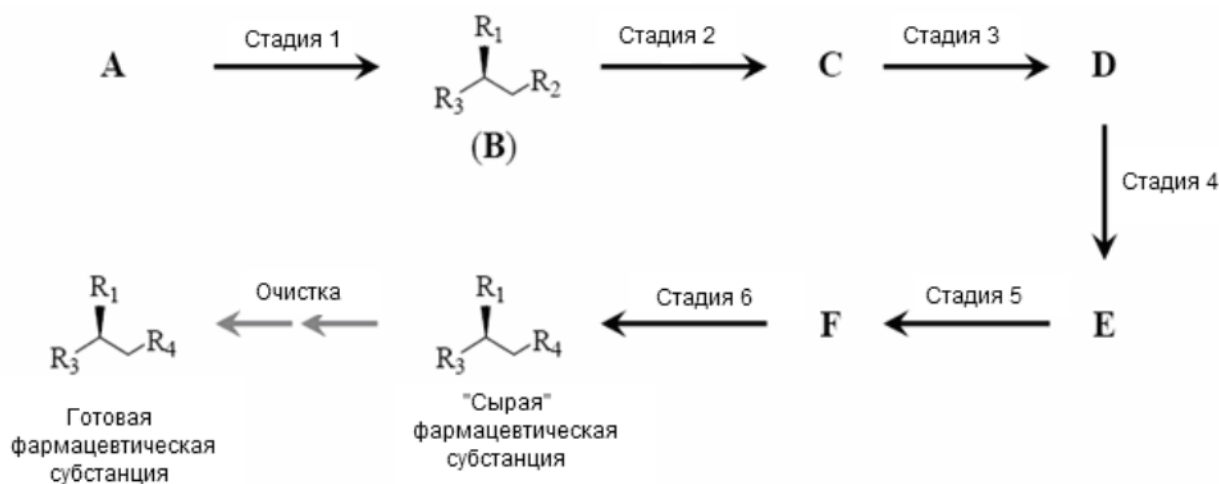 A
Стадия 1
R₁
R₃
R₂
(B)
Стадия 2
C
Стадия 3
D
Стадия 4
E
Стадия 5
F
Стадия 6
R₁
R₃
R₄
"Сырая"
фармацевтическая
субстанция
Очистка
R₁
R₃
R₄
Готовая
фармацевтическая
субстанция